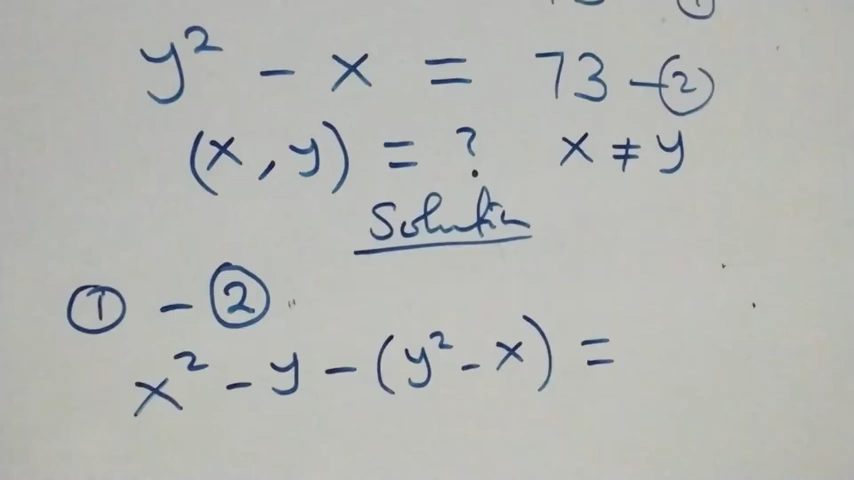 y² - x = 73 -②
(x, y) = ? x ≠ y
Solution
① - ②
x² - y - (y² - x) =